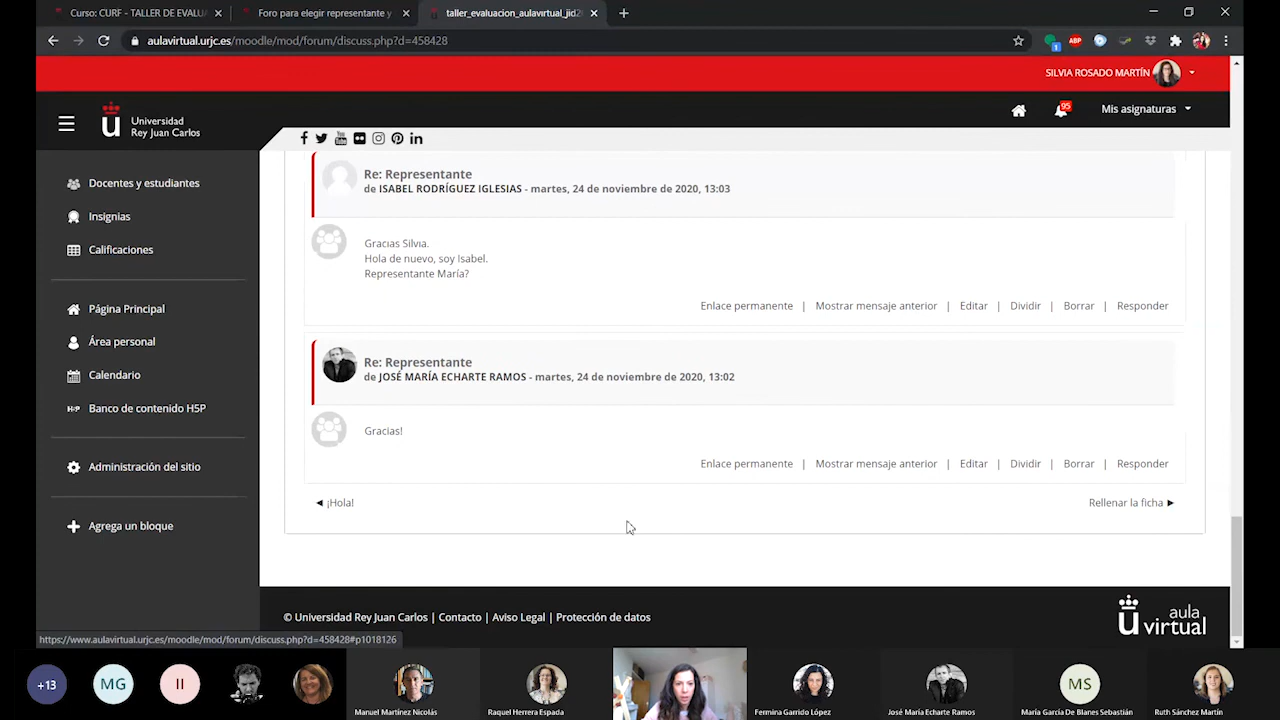 Curso: CURF - TALLER DE EVALU
Foro para elegir representante y
taller_evaluacion_aulavirtual_jid2
aulavirtual.urjc.es/moodle/mod/forum/discuss.php?d=458428
1
ABP
SILVIA ROSADO MARTÍN
Universidad
Rey Juan Carlos
95
Mis asignaturas
Docentes y estudiantes
Insignias
Calificaciones
Página Principal
Área personal
Calendario
H5P Banco de contenido H5P
Administración del sitio
Agrega un bloque
Re: Representante
de ISABEL RODRÍGUEZ IGLESIAS - martes, 24 de noviembre de 2020, 13:03
Gracias Silvia.
Hola de nuevo, soy Isabel.
Representante María?
Enlace permanente | Mostrar mensaje anterior | Editar | Dividir | Borrar | Responder
Re: Representante
de JOSÉ MARÍA ECHARTE RAMOS - martes, 24 de noviembre de 2020, 13:02
Gracias!
Enlace permanente | Mostrar mensaje anterior | Editar | Dividir | Borrar | Responder
◄ ¡Hola!
Rellenar la ficha ►
© Universidad Rey Juan Carlos | Contacto | Aviso Legal | Protección de datos
aula
virtual
https://www.aulavirtual.urjc.es/moodle/mod/forum/discuss.php?d=458428#p1018126
+13
MG
II
Manuel Martínez Nicolás
Raquel Herrera Espada
Fermina Garrido López
José María Echarte Ramos
MS
María García De Blanes Sebastián
Ruth Sánchez Martín